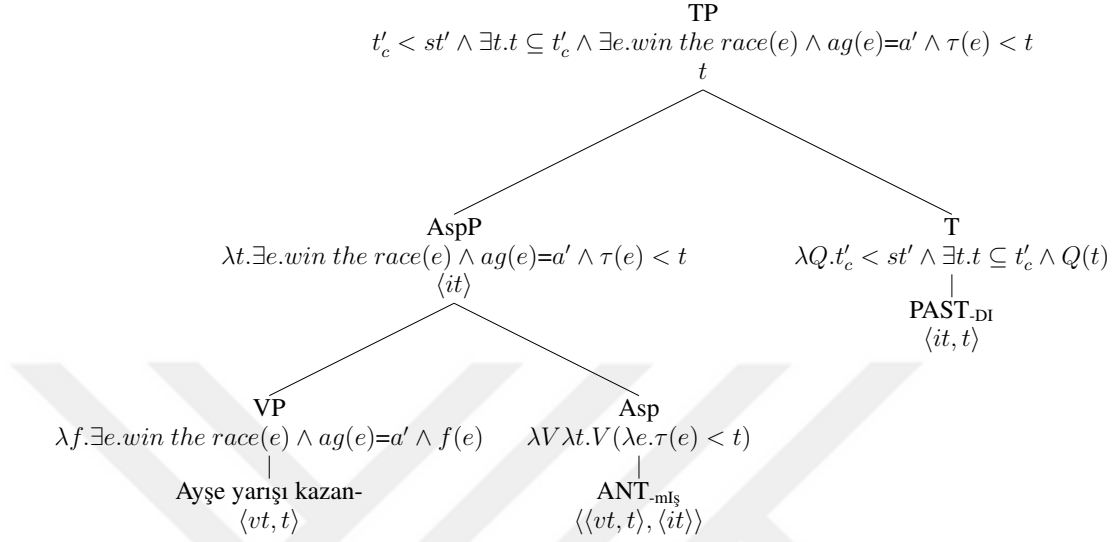 TP
t′c < st′ ∧ ∃t.t ⊆ t′c ∧ ∃e.win the race(e) ∧ ag(e)=a′ ∧ τ(e) < t
t
AspP
λt.∃e.win the race(e) ∧ ag(e)=a′ ∧ τ(e) < t
⟨it⟩
T
λQ.t′c < st′ ∧ ∃t.t ⊆ t′c ∧ Q(t)
PAST-DI
⟨it, t⟩
VP
λf.∃e.win the race(e) ∧ ag(e)=a′ ∧ f(e)
Ayşe yarışı kazan-
⟨vt, t⟩
Asp
λVλt.V(λe.τ(e) < t)
ANT-mIş
⟨⟨vt, t⟩, ⟨it⟩⟩